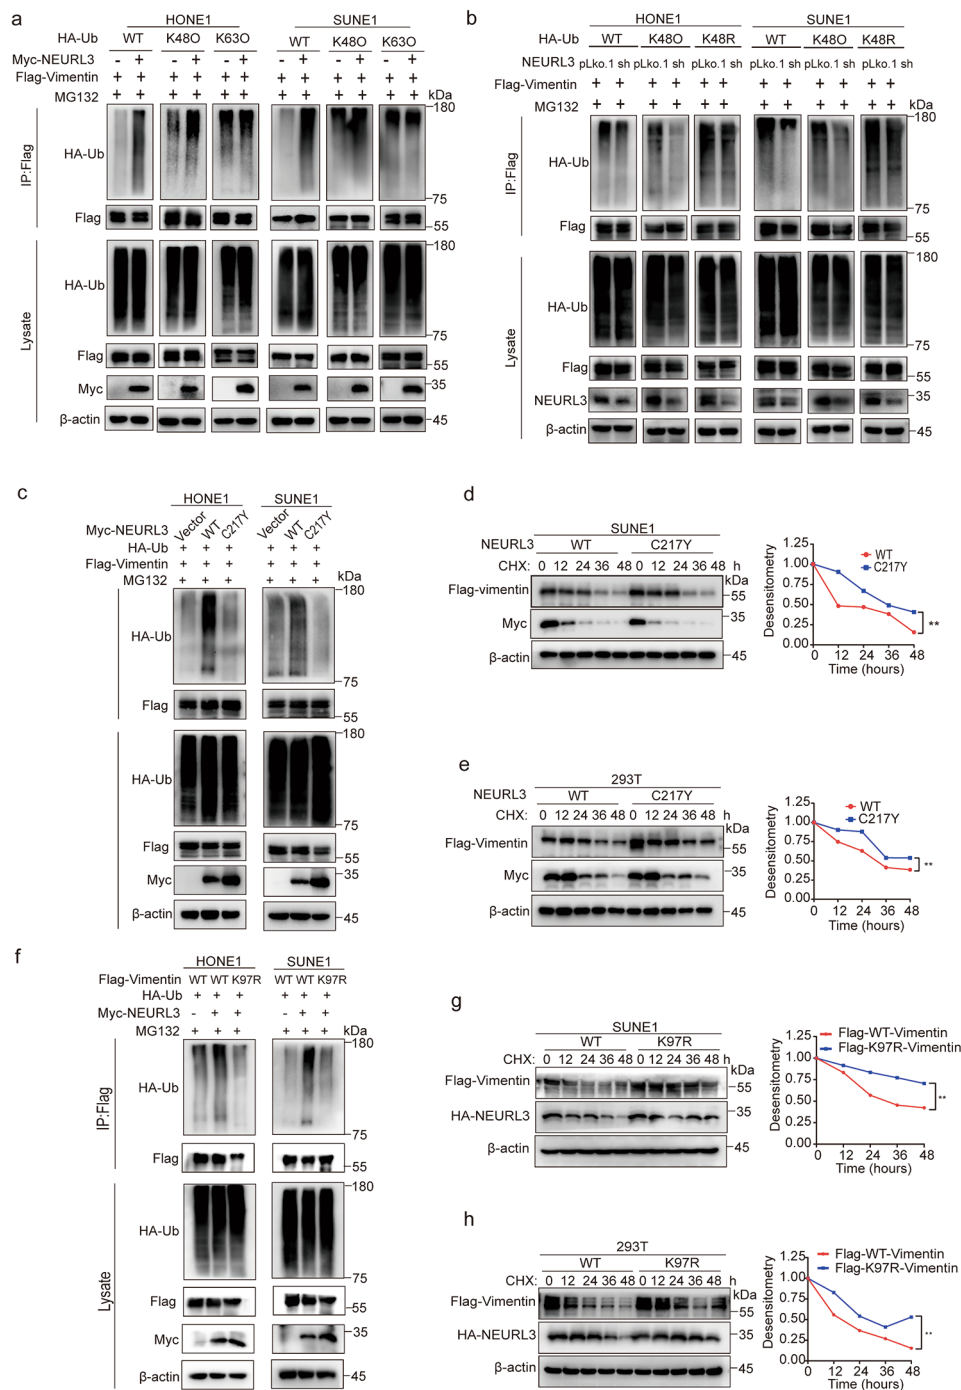 a
HONE1 SUNE1
HA-Ub WT K48O K63O WT K48O K63O
Myc-NEURL3 - + - + - + - + - + - +
Flag-Vimentin + + + + + + + + + + + +
MG132 + + + + + + + + + + + + kDa
IP:Flag
HA-Ub
180
75
Flag
55
Lysate
HA-Ub
180
75
Flag
55
Myc
35
β-actin
45
b
HONE1 SUNE1
HA-Ub: WT K48O K48R WT K48O K48R
NEURL3 pLko.1 sh pLko.1 sh pLko.1 sh pLko.1 sh pLko.1 sh pLko.1 sh
Flag-Vimentin + + + + + + + + + + + +
MG132 + + + + + + + + + + + + kDa
IP:Flag
HA-Ub
180
75
Flag
55
Lysate
HA-Ub
180
75
Flag
55
NEURL3
35
β-actin
45
c
HONE1 SUNE1
Myc-NEURL3 Vector WT C217Y Vector WT C217Y
HA-Ub + + + + + +
Flag-Vimentin + + + + + +
MG132 + + + + + + kDa
HA-Ub
180
75
Flag
55
HA-Ub
180
75
Flag
55
Myc
35
β-actin
45
d
SUNE1
NEURL3 WT C217Y
CHX: 0 12 24 36 48 0 12 24 36 48 h
kDa
Flag-vimentin
55
Myc
35
β-actin
45
Desensitometry
1.25
1.00
0.75
0.50
0.25
0.00
0 12 24 36 48
Time (hours)
WT
C217Y
**
e
293T
NEURL3 WT C217Y
CHX: 0 12 24 36 48 0 12 24 36 48 h
kDa
Flag-Vimentin
55
Myc
35
β-actin
45
Desensitometry
1.25
1.00
0.75
0.50
0.25
0.00
0 12 24 36 48
Time (hours)
WT
C217Y
**
f
HONE1 SUNE1
Flag-Vimentin WT WT K97R WT WT K97R
HA-Ub + + + + + +
Myc-NEURL3 - + + - + +
MG132 + + + + + + kDa
IP:Flag
HA-Ub
180
75
Flag
55
Lysate
HA-Ub
180
75
Flag
55
Myc
35
β-actin
45
g
SUNE1
WT K97R
CHX: 0 12 24 36 48 0 12 24 36 48 h
kDa
Flag-Vimentin
55
HA-NEURL3
35
β-actin
45
Desensitometry
1.25
1.00
0.75
0.50
0.25
0.00
0 12 24 36 48
Time (hours)
Flag-WT-Vimentin
Flag-K97R-Vimentin
**
h
293T
WT K97R
CHX: 0 12 24 36 48 0 12 24 36 48 h
kDa
Flag-Vimentin
55
HA-NEURL3
35
β-actin
45
Desensitometry
1.25
1.00
0.75
0.50
0.25
0.00
0 12 24 36 48
Time (hours)
Flag-WT-Vimentin
Flag-K97R-Vimentin
**